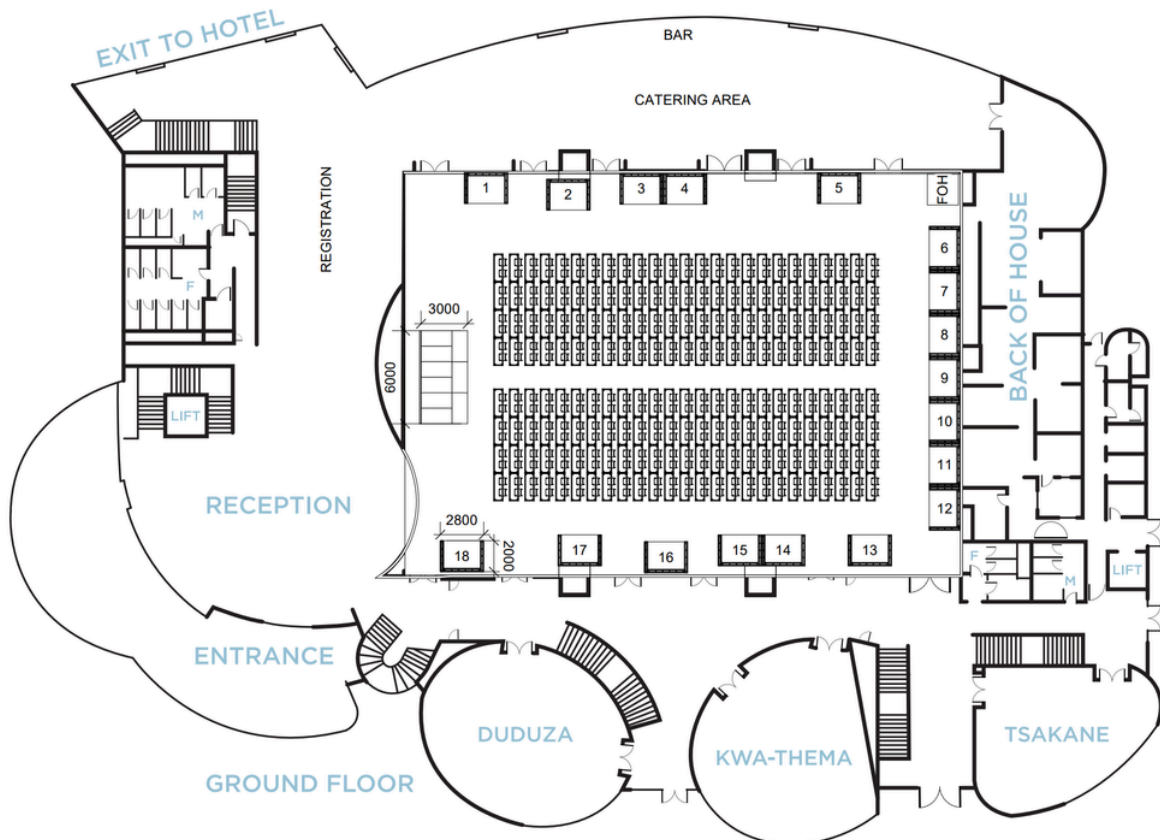 EXIT TO HOTEL
BAR
CATERING AREA
REGISTRATION
1
2
3
4
5
FOH
M
F
6
7
8
9
10
11
12
BACK OF HOUSE
3000
6000
LIFT
RECEPTION
2800
2000
18
17
16
15
14
13
F
M
LIFT
ENTRANCE
DUDUZA
KWA-THEMA
TSAKANE
GROUND FLOOR